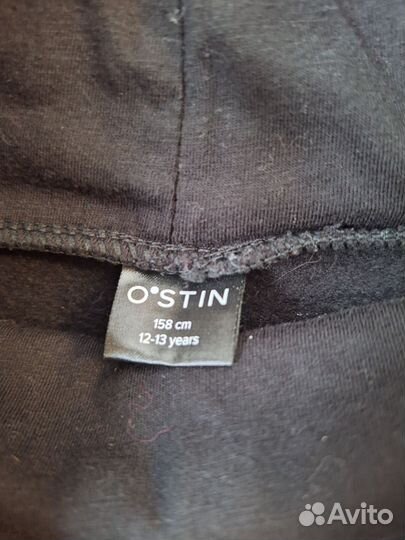 O'STIN
158 cm
12-13 years
Avito